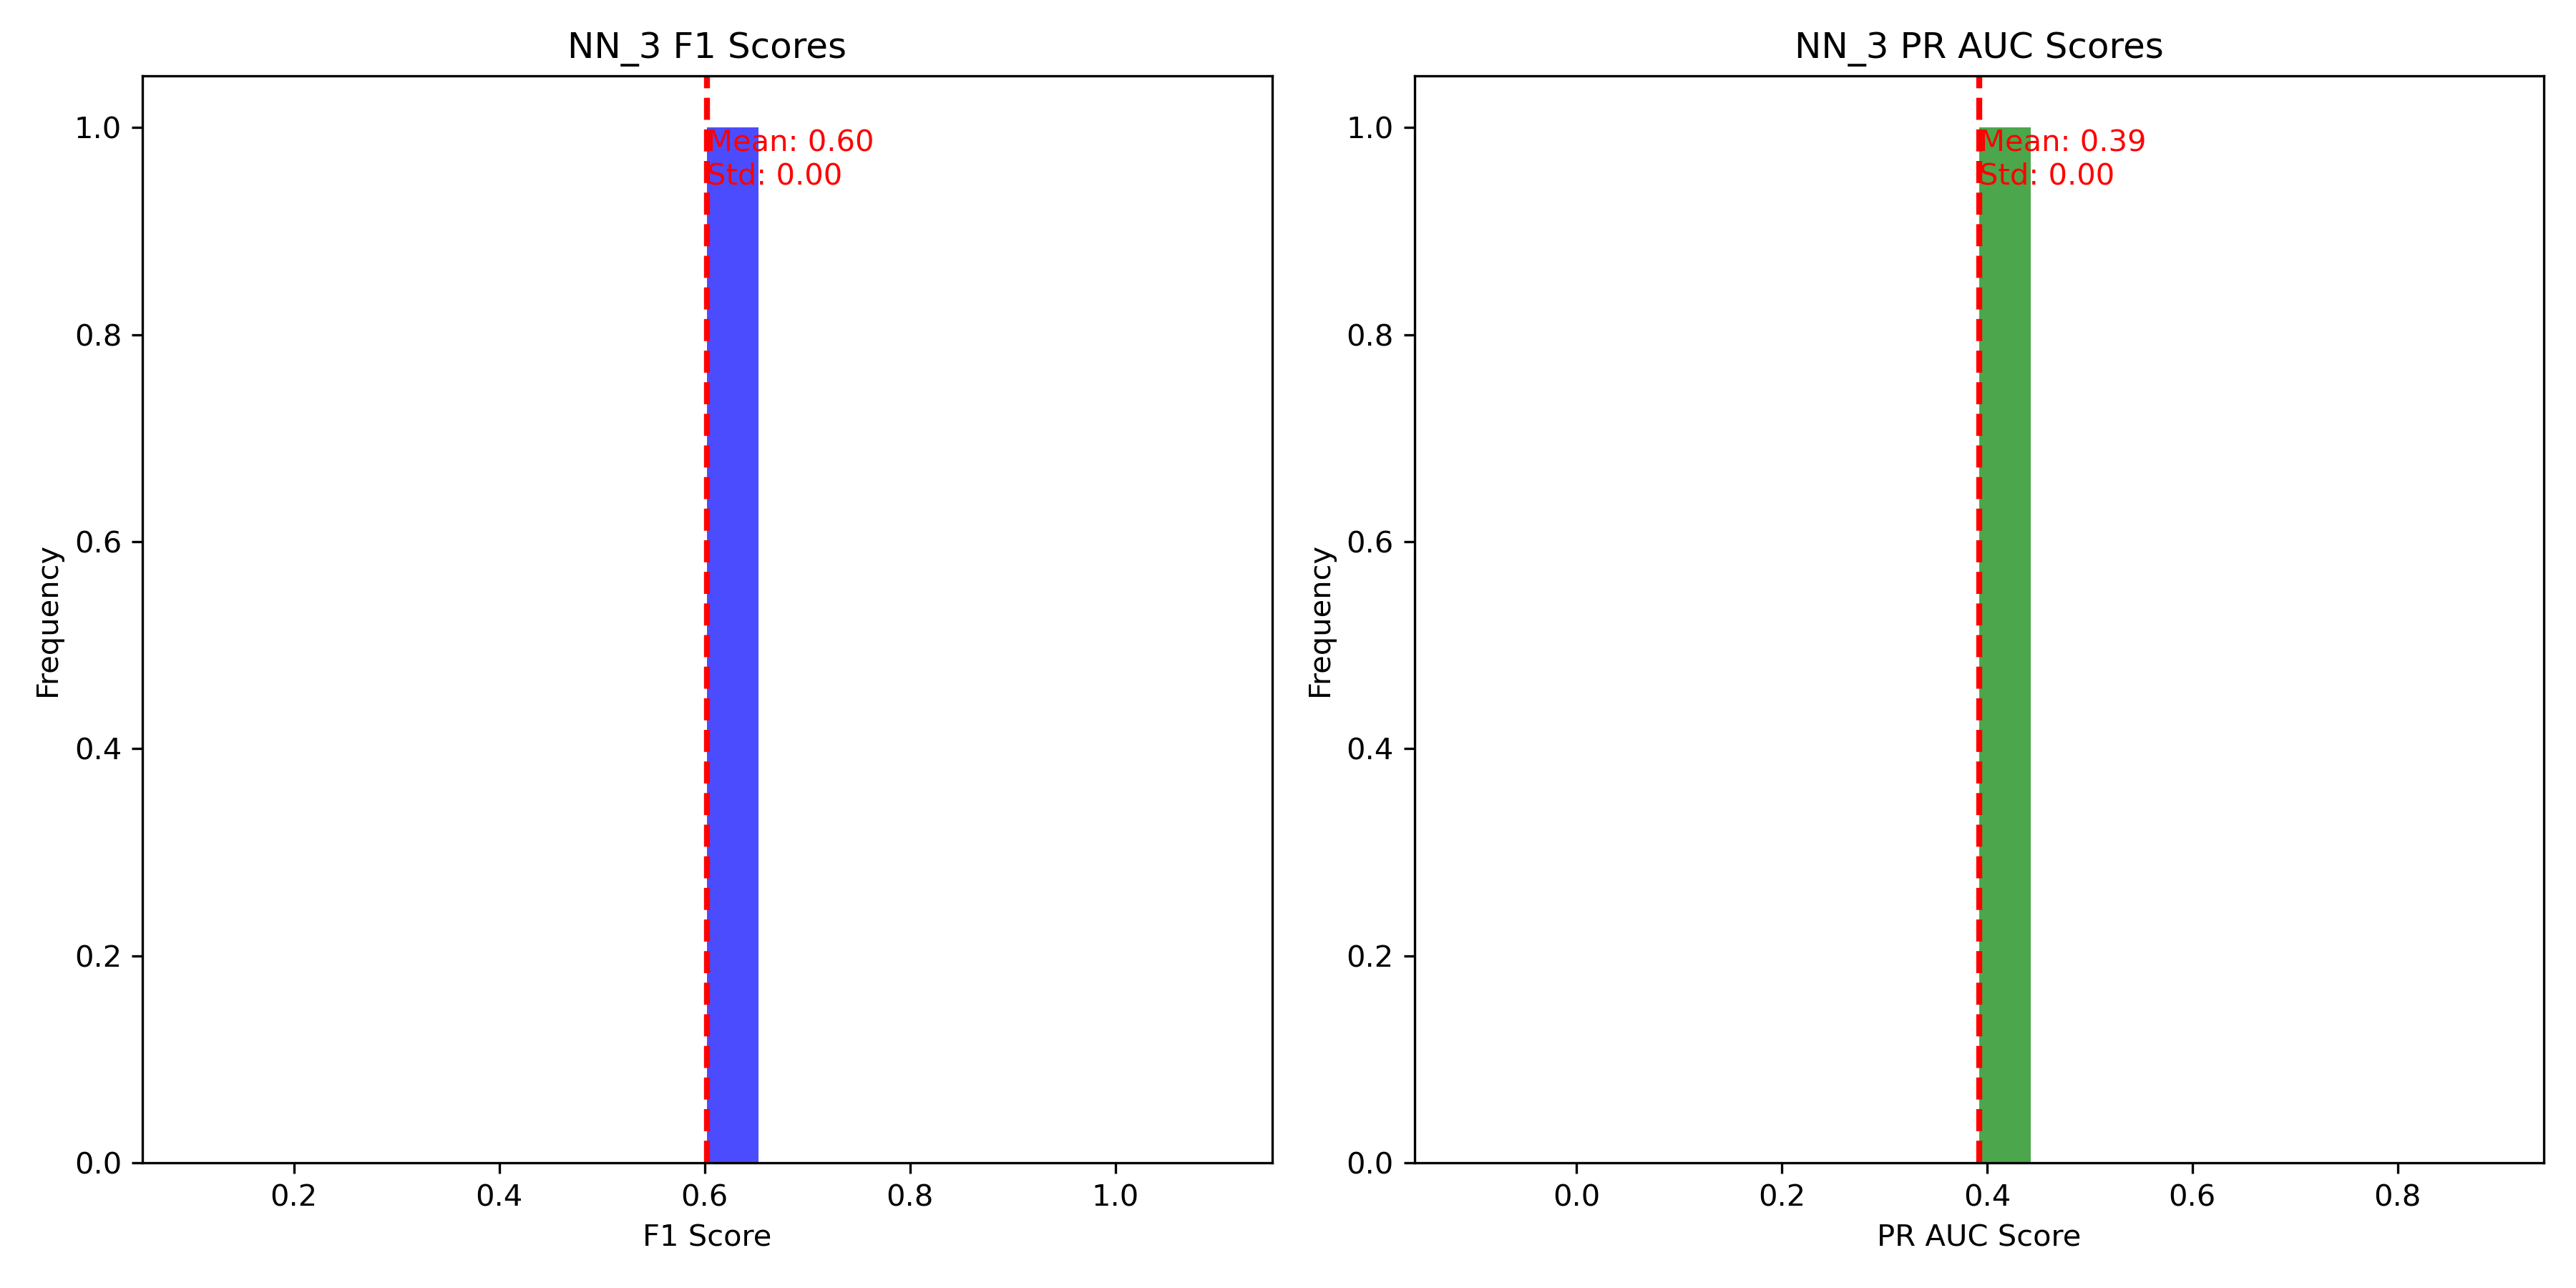 NN_3 F1 Scores
1.0
0.8
0.6
0.4
0.2
0.0
Frequency
Mean: 0.60
Std: 0.00
0.2 0.4 0.6 0.8 1.0
F1 Score
NN_3 PR AUC Scores
1.0
0.8
0.6
0.4
0.2
0.0
Frequency
Mean: 0.39
Std: 0.00
0.0 0.2 0.4 0.6 0.8
PR AUC Score